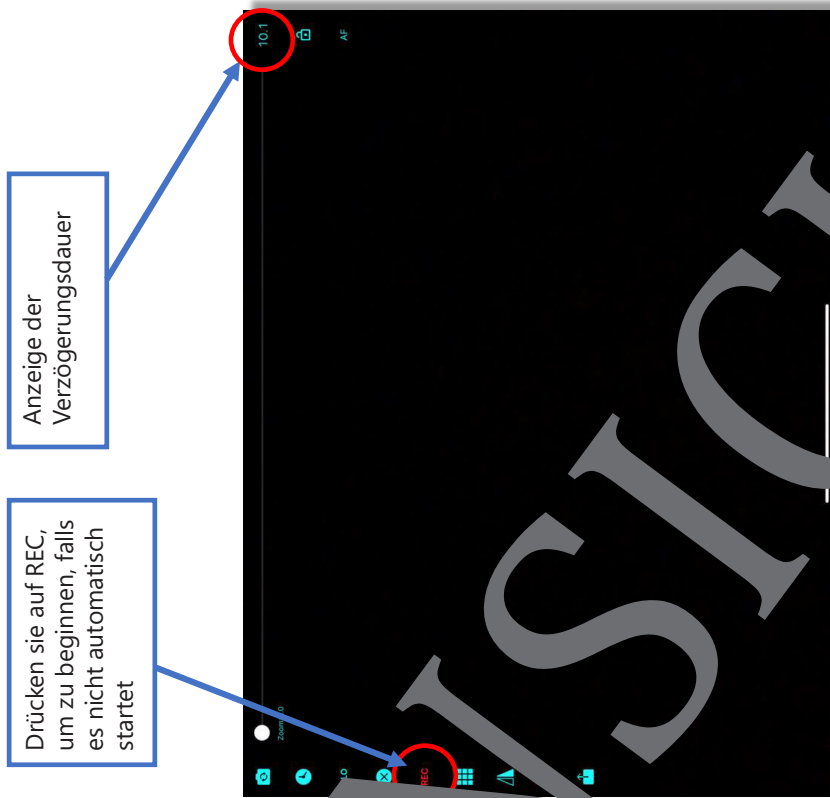 Drücken sie auf REC,
um zu beginnen, falls
es nicht automatisch
startet
Anzeige der
Verzögerungsdauer
10.1
AF
REC